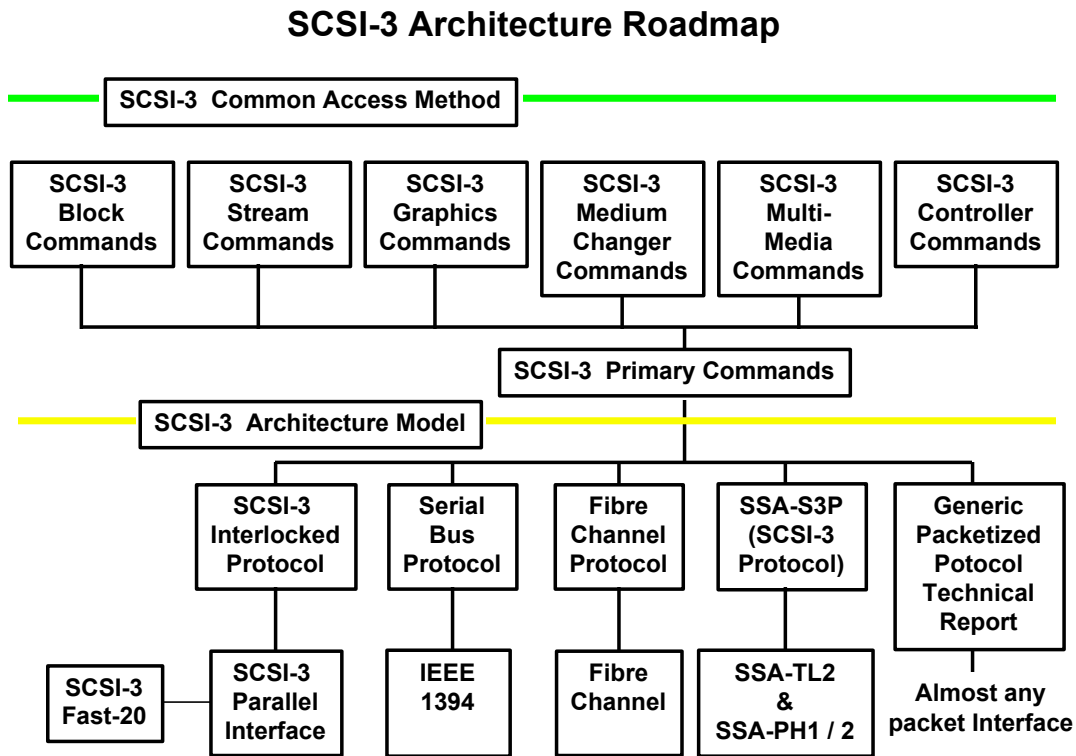 SCSI-3 Architecture Roadmap
SCSI-3 Common Access Method
SCSI-3
Block
Commands
SCSI-3
Stream
Commands
SCSI-3
Graphics
Commands
SCSI-3
Medium
Changer
Commands
SCSI-3
Multi-
Media
Commands
SCSI-3
Controller
Commands
SCSI-3 Primary Commands
SCSI-3 Architecture Model
SCSI-3
Interlocked
Protocol
Serial
Bus
Protocol
Fibre
Channel
Protocol
SSA-S3P
(SCSI-3
Protocol)
Generic
Packetized
Potocol
Technical
Report
SCSI-3
Fast-20
SCSI-3
Parallel
Interface
IEEE
1394
Fibre
Channel
SSA-TL2
&
SSA-PH1 / 2
Almost any
packet Interface